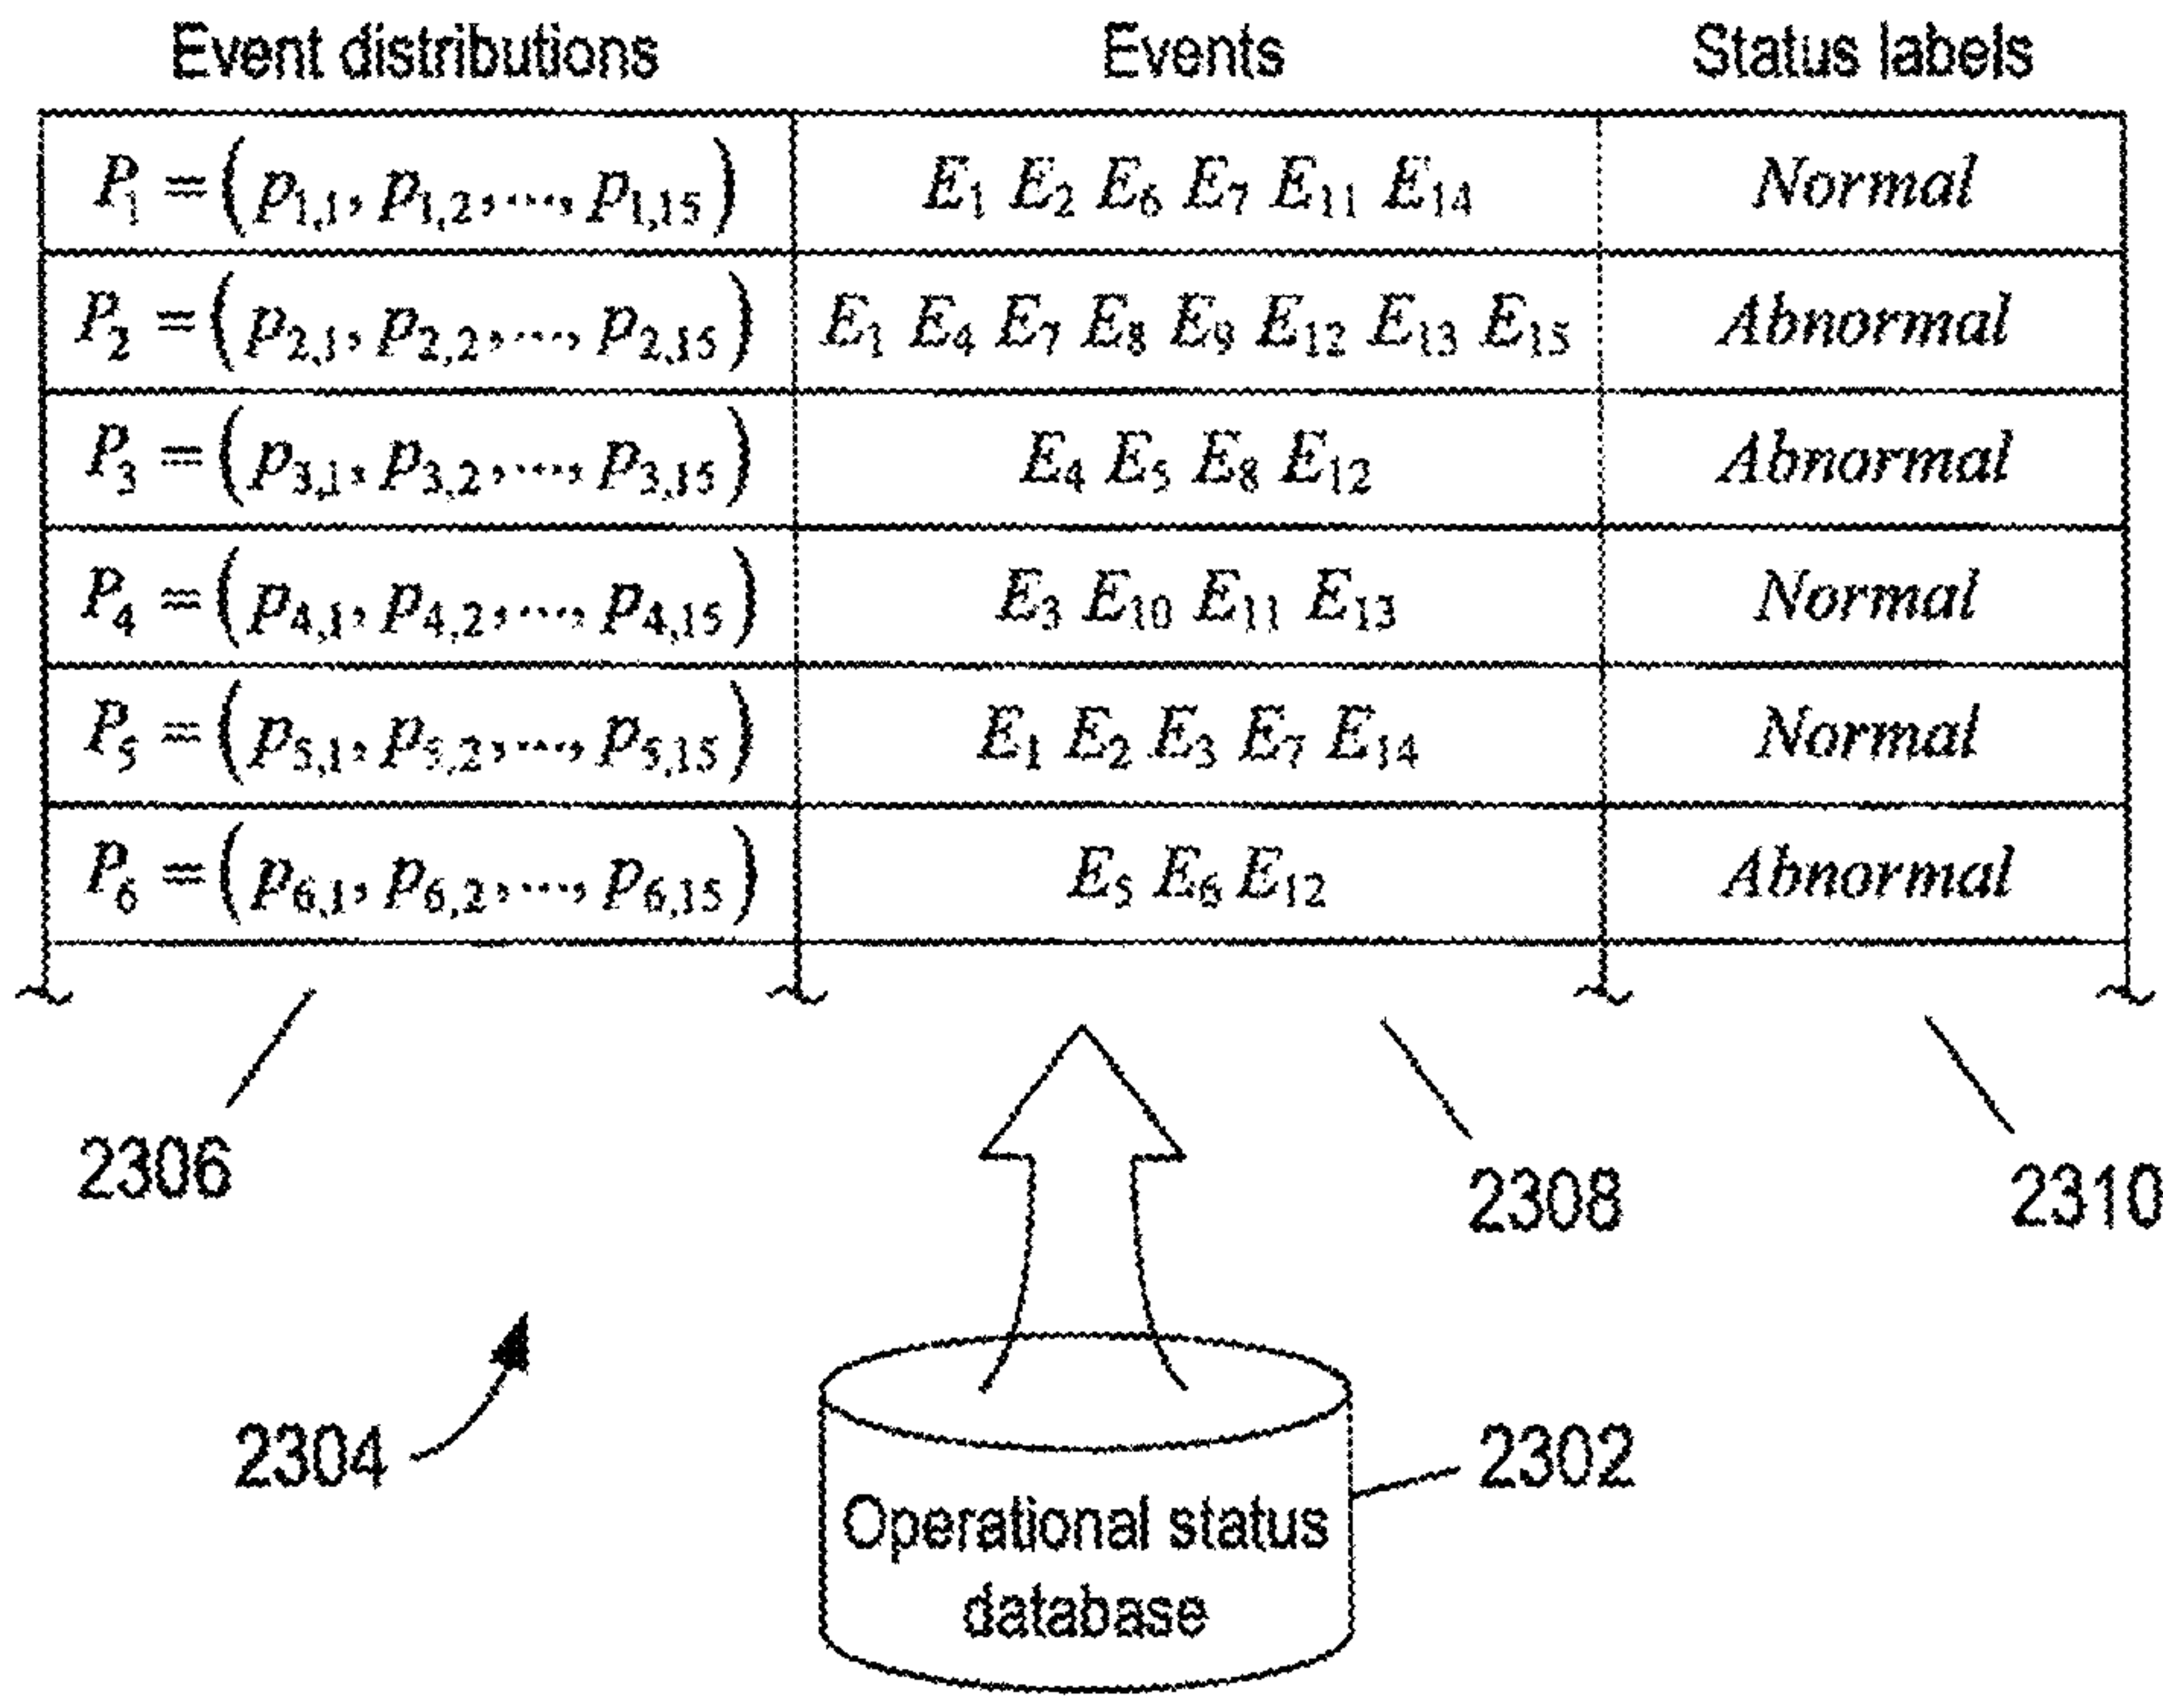 Event distributions Events Status labels
P₁ = (p₁,₁, p₁,₂, ..., p₁,₁₅) E₁ E₂ E₆ E₇ E₁₁ E₁₄ Normal
P₂ = (p₂,₁, p₂,₂, ..., p₂,₁₅) E₁ E₄ E₇ E₈ E₉ E₁₂ E₁₃ E₁₅ Abnormal
P₃ = (p₃,₁, p₃,₂, ..., p₃,₁₅) E₄ E₅ E₈ E₁₂ Abnormal
P₄ = (p₄,₁, p₄,₂, ..., p₄,₁₅) E₃ E₁₀ E₁₁ E₁₃ Normal
P₅ = (p₅,₁, p₅,₂, ..., p₅,₁₅) E₁ E₂ E₃ E₇ E₁₄ Normal
P₆ = (p₆,₁, p₆,₂, ..., p₆,₁₅) E₅ E₆ E₁₂ Abnormal
2306 2308 2310
2304 2302
Operational status
database